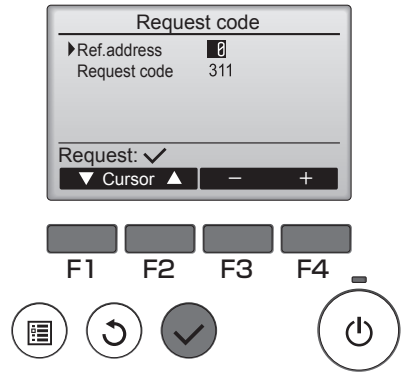 Request code
Ref.address 0
Request code 311
Request: ✓
▼ Cursor ▲ − +
F1 F2 F3 F4